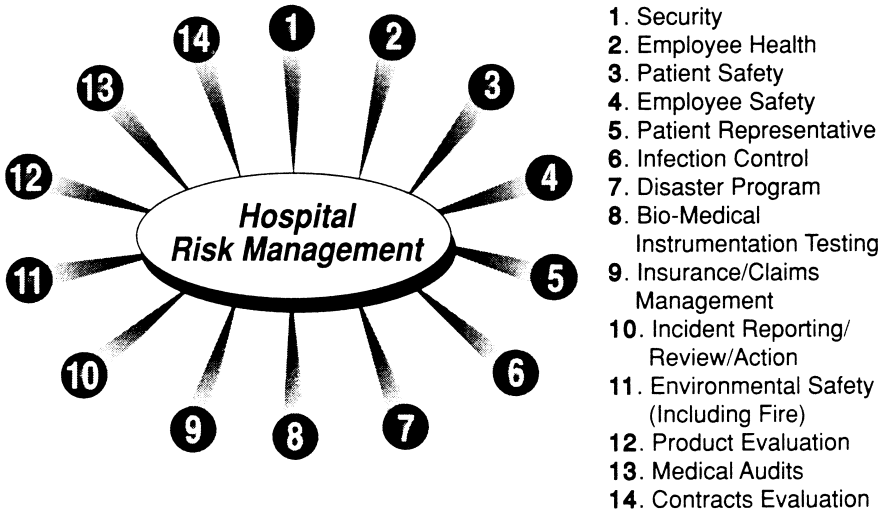 1
2
3
4
5
6
7
8
9
10
11
12
13
14
Hospital
Risk Management
1. Security
2. Employee Health
3. Patient Safety
4. Employee Safety
5. Patient Representative
6. Infection Control
7. Disaster Program
8. Bio-Medical
Instrumentation Testing
9. Insurance/Claims
Management
10. Incident Reporting/
Review/Action
11. Environmental Safety
(Including Fire)
12. Product Evaluation
13. Medical Audits
14. Contracts Evaluation